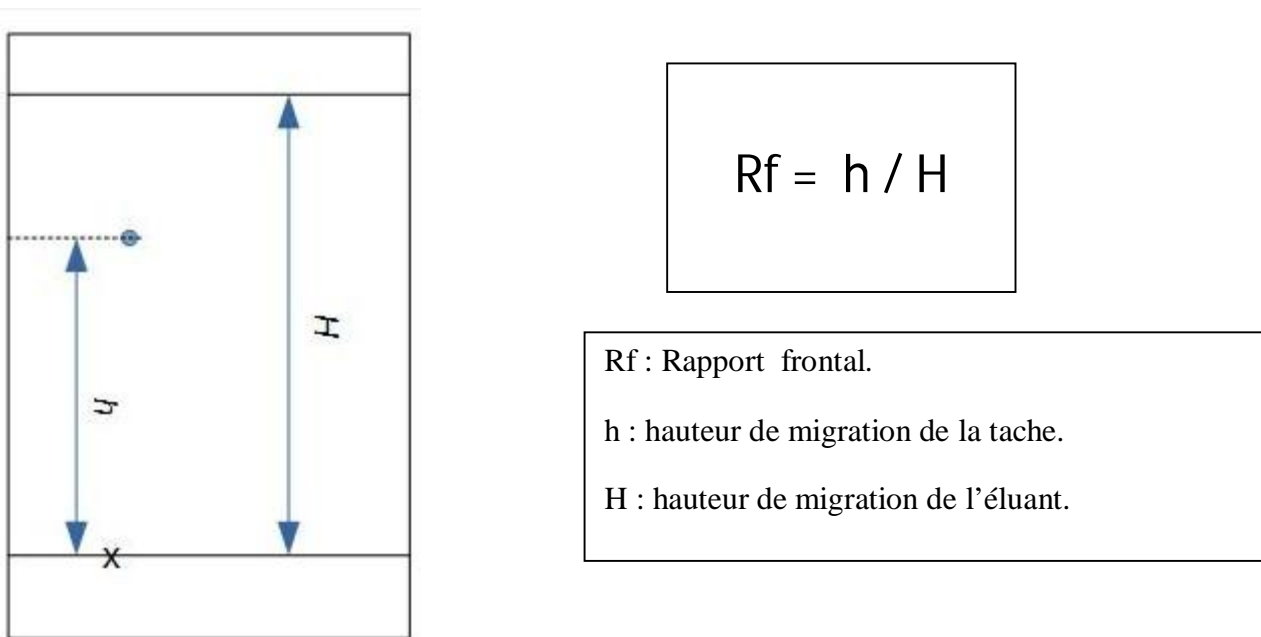 Rf = h / H
H
h
X
Rf : Rapport frontal.
h : hauteur de migration de la tache.
H : hauteur de migration de l’éluant.